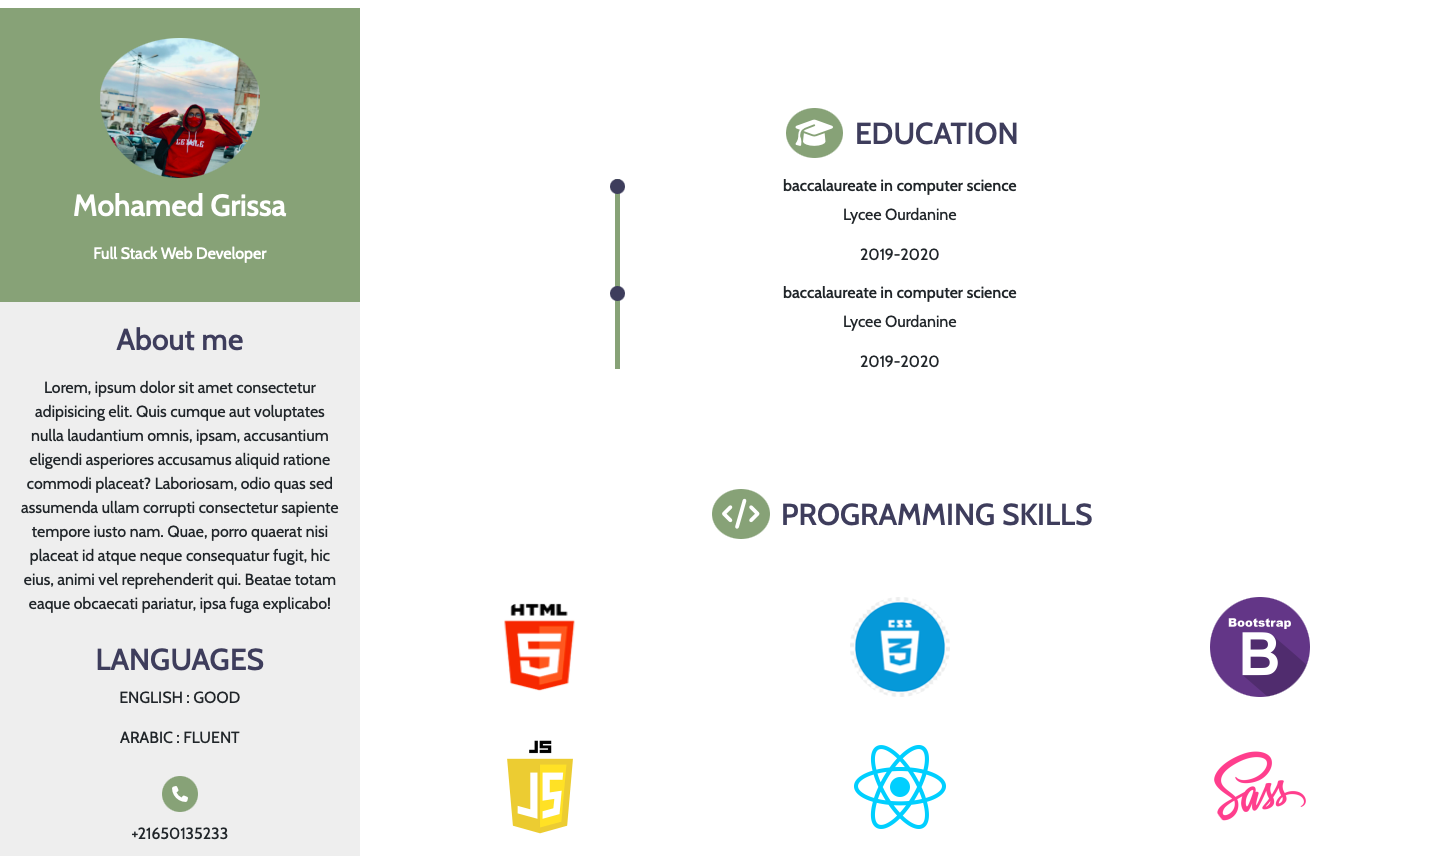 Mohamed Grissa
Full Stack Web Developer
About me
Lorem, ipsum dolor sit amet consectetur
adipisicing elit. Quis cumque aut voluptates
nulla laudantium omnis, ipsam, accusantium
eligendi asperiores accusamus aliquid ratione
commodi placeat? Laboriosam, odio quas sed
assumenda ullam corrupti consectetur sapiente
tempore iusto nam. Quae, porro quaerat nisi
placeat id atque neque consequatur fugit, hic
eius, animi vel reprehenderit qui. Beatae totam
eaque obcaecati pariatur, ipsa fuga explicabo!
LANGUAGES
ENGLISH : GOOD
ARABIC : FLUENT
+21650135233
EDUCATION
baccalaureate in computer science
Lycee Ourdanine
2019-2020
baccalaureate in computer science
Lycee Ourdanine
2019-2020
PROGRAMMING SKILLS
HTML
5
CSS
3
Bootstrap
B
JS
JS
Sass